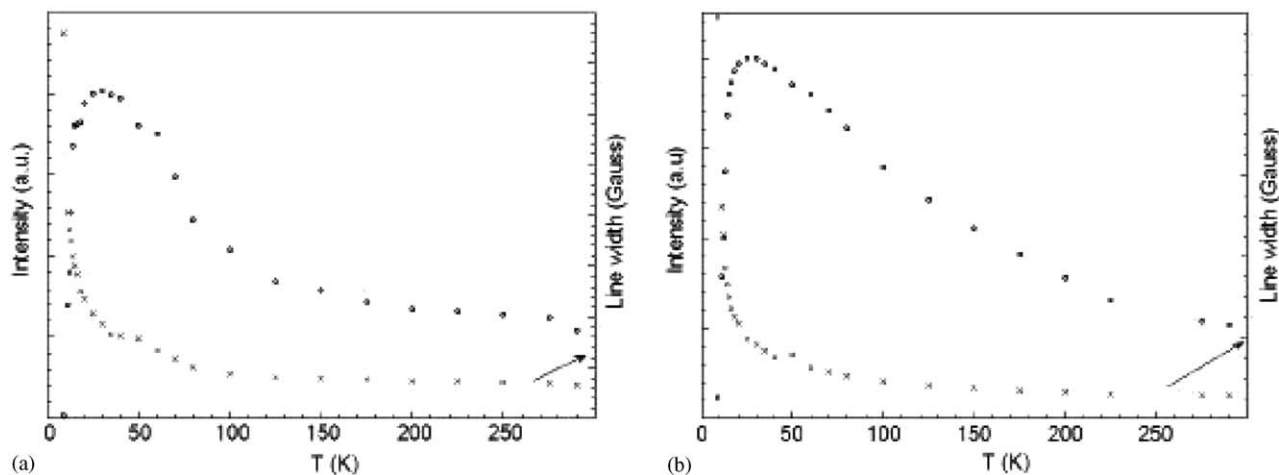 Intensity (a.u.)
Line width (Gauss)
0 50 100 150 200 250
T (K)
(a)
Intensity (a.u)
Line width (Gauss)
0 50 100 150 200 250
T (K)
(b)